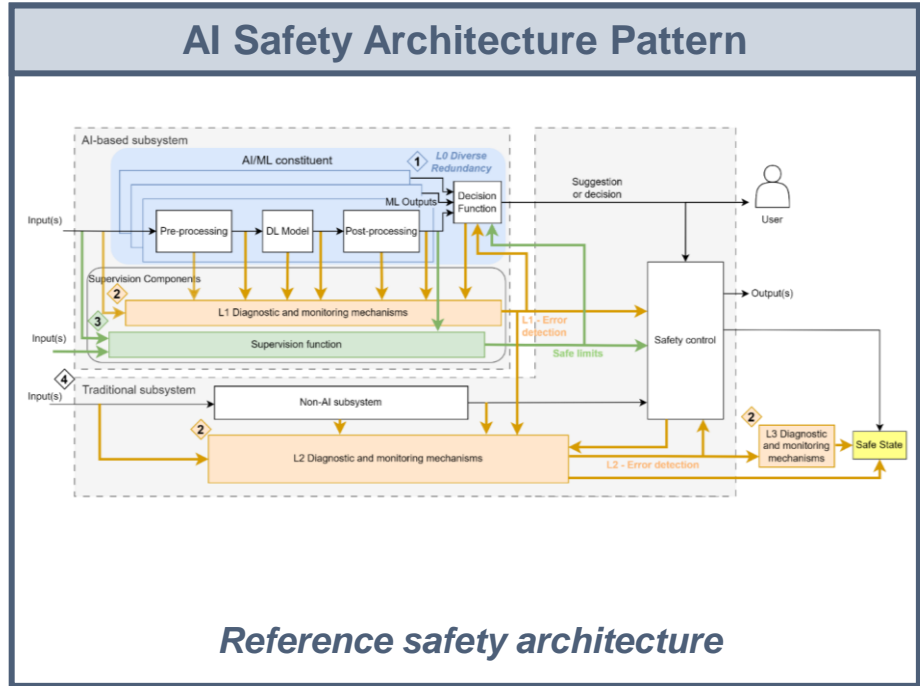 AI Safety Architecture Pattern
AI-based subsystem
AI/ML constituent
1
L0 Diverse
Redundancy
ML Outputs
Decision
Function
Suggestion
or decision
User
Input(s)
Pre-processing
DL Model
Post-processing
Supervision Components
2
L1 Diagnostic and monitoring mechanisms
L1 - Error
detection
Output(s)
3
Input(s)
Supervision function
Safe limits
Safety control
4
Traditional subsystem
Input(s)
Non-AI subsystem
2
L2 Diagnostic and monitoring mechanisms
L2 - Error detection
2
L3 Diagnostic
and monitoring
mechanisms
Safe State
Reference safety architecture